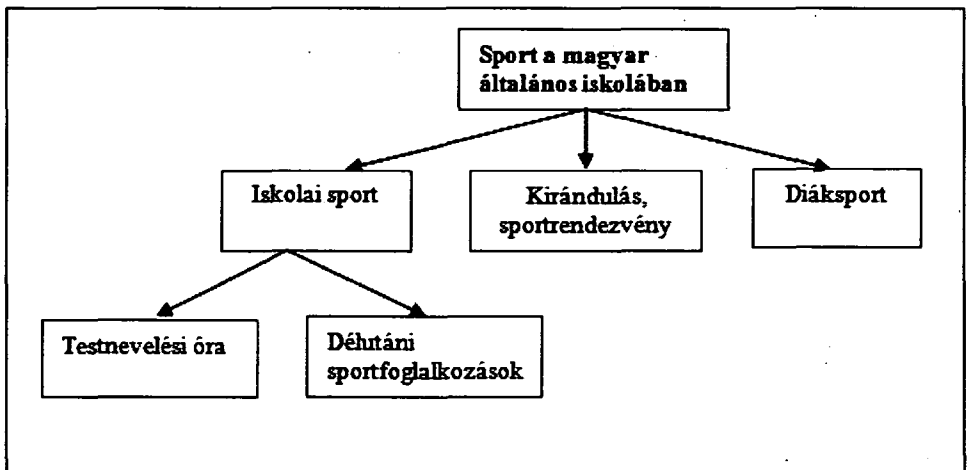 Sport a magyar
általános iskolában
Iskolai sport
Kirándulás,
sportrendezvény
Diáksport
Testnevelési óra
Délutáni
sportfoglalkozások